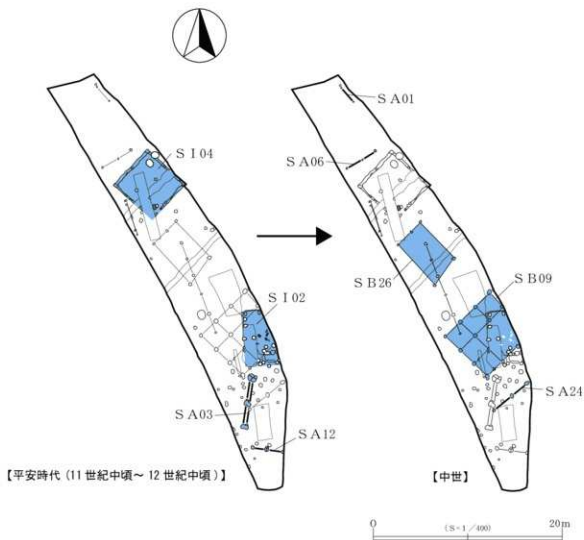 SI04
SI02
SA03
SA12
【平安時代（11世紀中頃～12世紀中頃）】
SA01
SA06
SB26
SB09
SA24
【中世】
0 (S=1/400) 20m